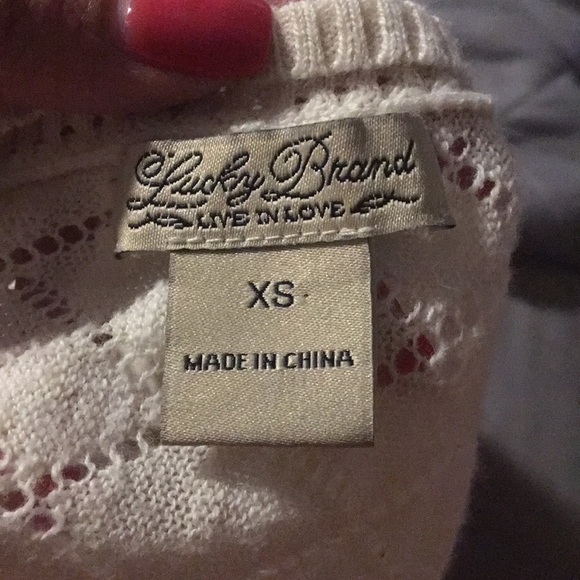 Lucky Brand
LIVE IN LOVE
XS
MADE IN CHINA